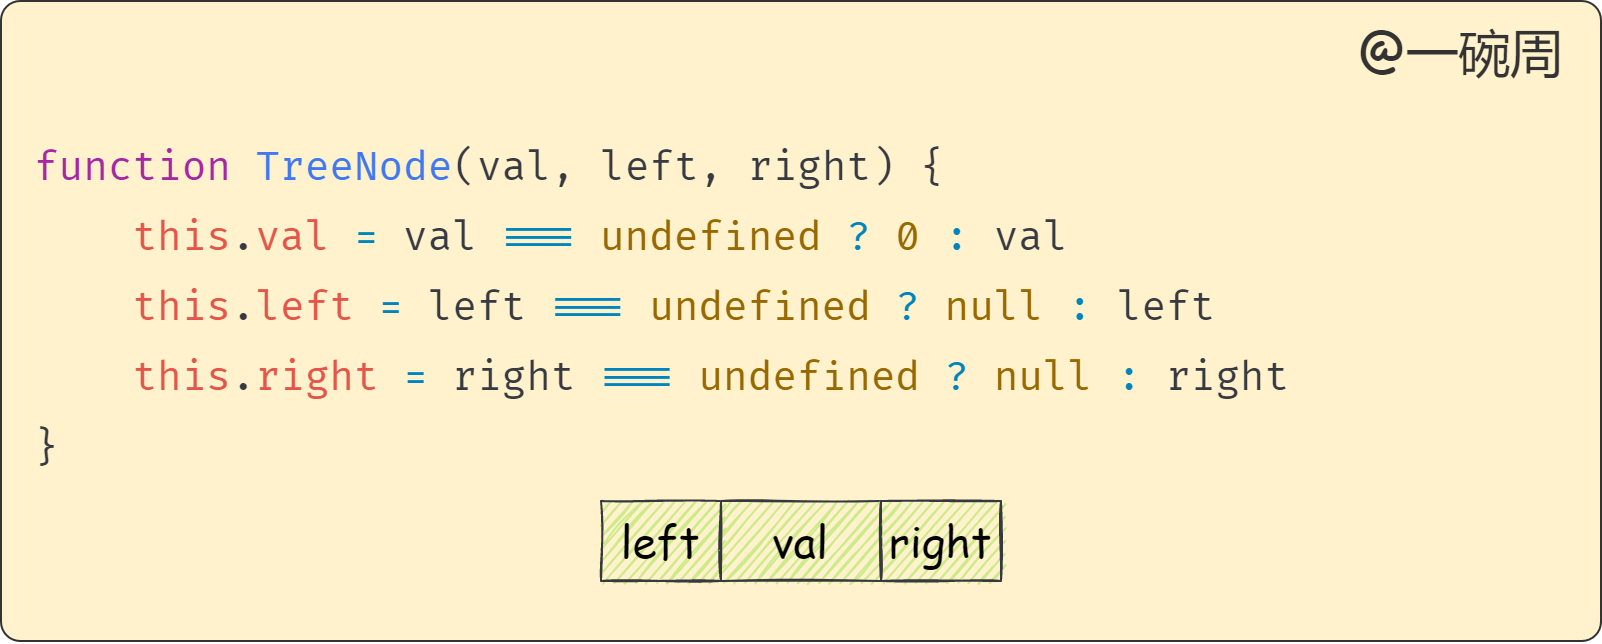 @一碗周
function TreeNode(val, left, right) {
    this.val = val === undefined ? 0 : val
    this.left = left === undefined ? null : left
    this.right = right === undefined ? null : right
}
left val right